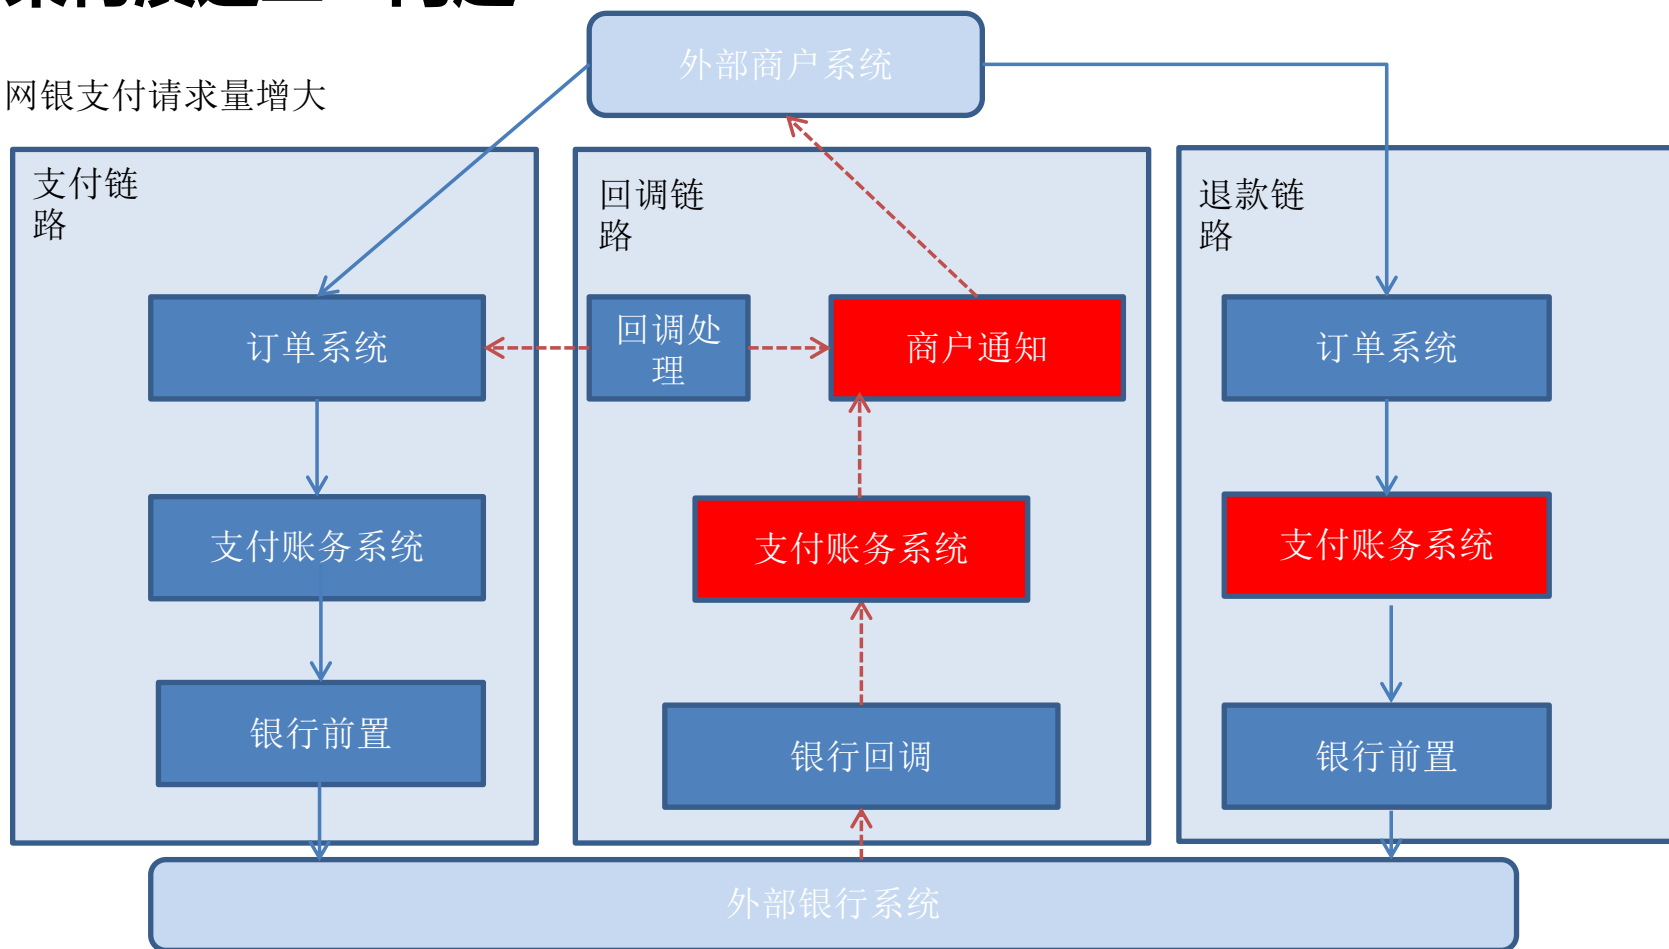 外部商户系统
网银支付请求量增大
支付链
路
回调链
路
退款链
路
订单系统
回调处
理
商户通知
订单系统
支付账务系统
支付账务系统
支付账务系统
银行前置
银行回调
银行前置
外部银行系统